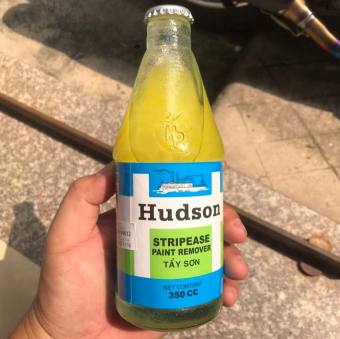 Hudson
STRIPEASE
PAINT REMOVER
TẨY SƠN
NET CONTENT
350 CC